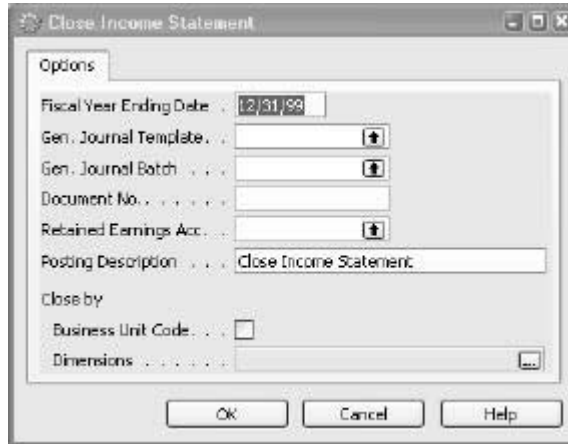 Close Income Statement
Options
Fiscal Year Ending Date . 12/31/99
Gen. Journal Template. .
Gen. Journal Batch . . .
Document No. . . . . . .
Retained Earnings Acc. .
Posting Description . . . Close Income Statement
Close by
Business Unit Code. . .
Dimensions . . . . . . ...
OK Cancel Help